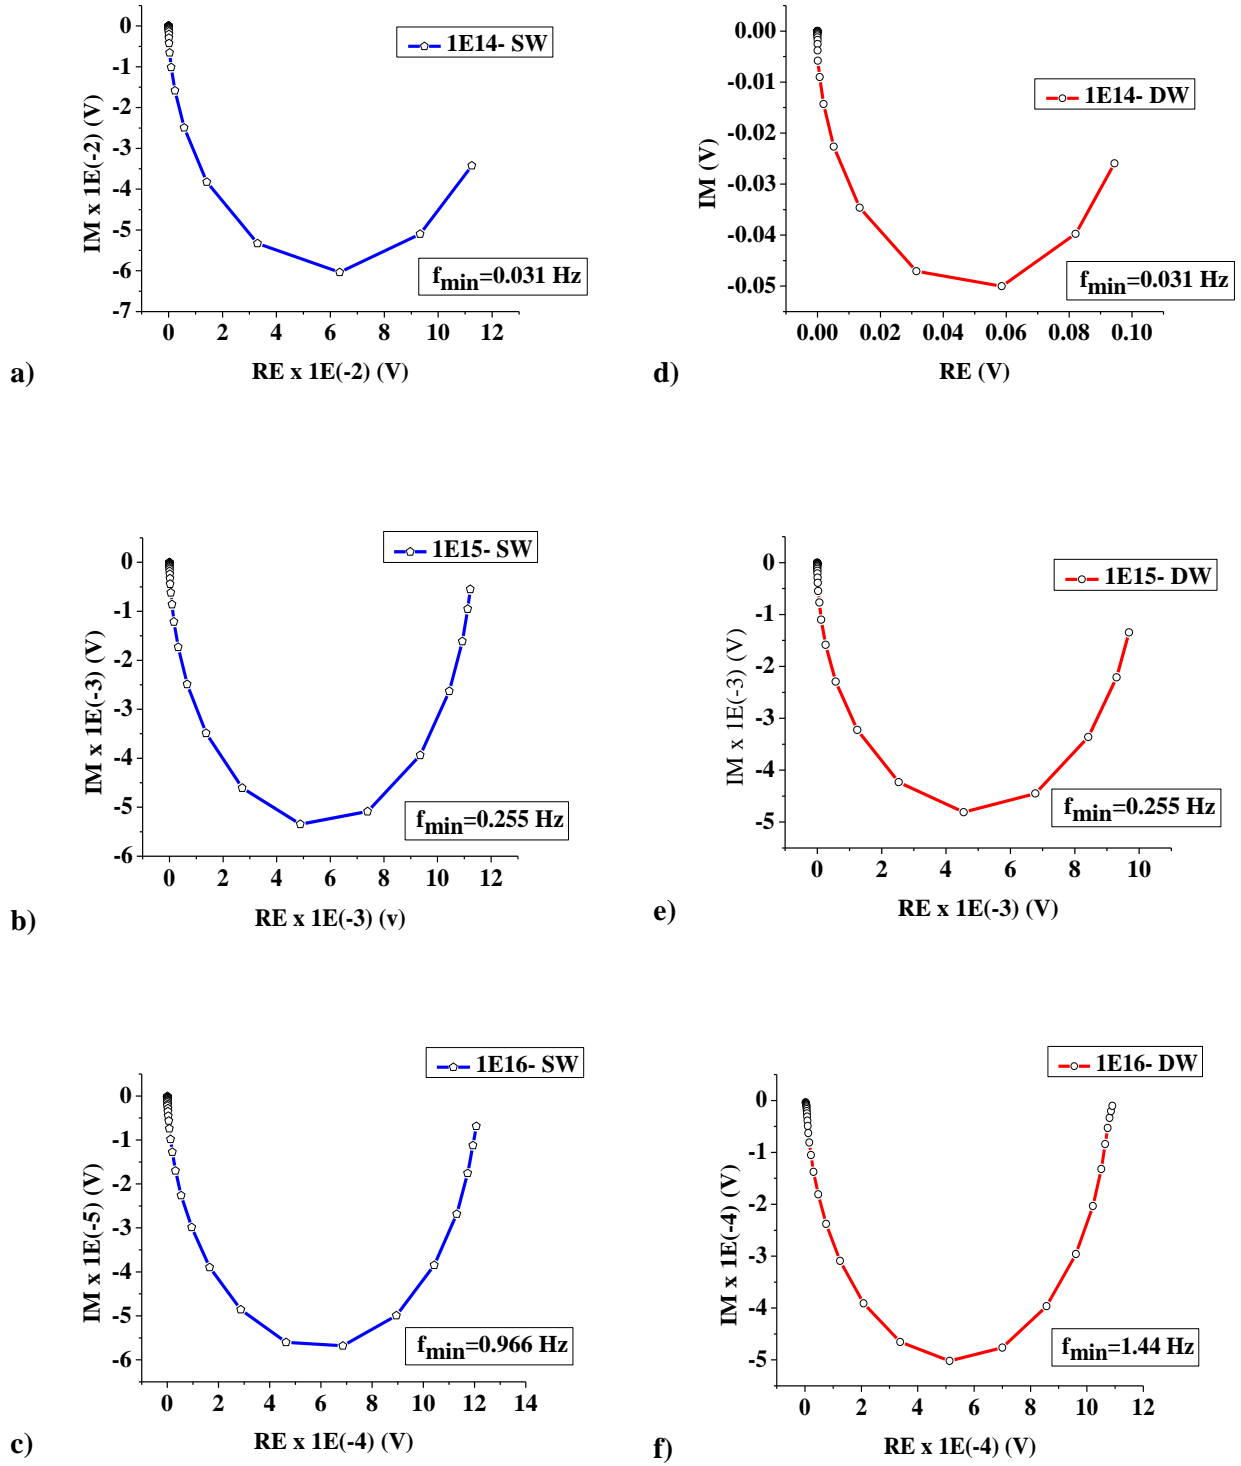 1E14- SW
0
-1
-2
-3
-4
-5
-6
-7
IM x 1E(-2) (V)
f_min=0.031 Hz
0 2 4 6 8 10 12
RE x 1E(-2) (V)
a)
1E14- DW
0.00
-0.01
-0.02
-0.03
-0.04
-0.05
IM (V)
f_min=0.031 Hz
0.00 0.02 0.04 0.06 0.08 0.10
RE (V)
d)
1E15- SW
0
-1
-2
-3
-4
-5
-6
IM x 1E(-3) (V)
f_min=0.255 Hz
0 2 4 6 8 10 12
RE x 1E(-3) (v)
b)
1E15- DW
0
-1
-2
-3
-4
-5
IM x 1E(-3) (V)
f_min=0.255 Hz
0 2 4 6 8 10
RE x 1E(-3) (V)
e)
1E16- SW
0
-1
-2
-3
-4
-5
-6
IM x 1E(-5) (V)
f_min=0.966 Hz
0 2 4 6 8 10 12 14
RE x 1E(-4) (V)
c)
1E16- DW
0
-1
-2
-3
-4
-5
IM x 1E(-4) (V)
f_min=1.44 Hz
0 2 4 6 8 10 12
RE x 1E(-4) (V)
f)